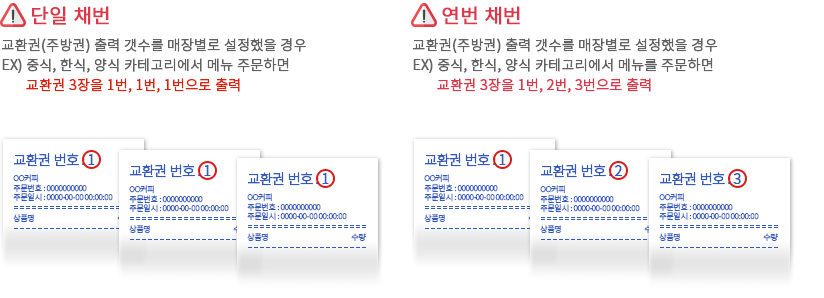 단일 채번
교환권(주방권) 출력 갯수를 매장별로 설정했을 경우
EX) 중식, 한식, 양식 카테고리에서 메뉴 주문하면
교환권 3장을 1번, 1번, 1번으로 출력
교환권 번호 : 1
OO커피
주문번호 : 0000000000
주문일시 : 0000-00-00 00:00:00
상품명
교환권 번호 : 1
OO커피
주문번호 : 0000000000
주문일시 : 0000-00-00 00:00:00
상품명
교환권 번호 : 1
OO커피
주문번호 : 0000000000
주문일시 : 0000-00-00 00:00:00
상품명 수량
연번 채번
교환권(주방권) 출력 갯수를 매장별로 설정했을 경우
EX) 중식, 한식, 양식 카테고리에서 메뉴를 주문하면
교환권 3장을 1번, 2번, 3번으로 출력
교환권 번호 : 1
OO커피
주문번호 : 0000000000
주문일시 : 0000-00-00 00:00:00
상품명
교환권 번호 : 2
OO커피
주문번호 : 0000000000
주문일시 : 0000-00-00 00:00:00
상품명
교환권 번호 : 3
OO커피
주문번호 : 0000000000
주문일시 : 0000-00-00 00:00:00
상품명 수량